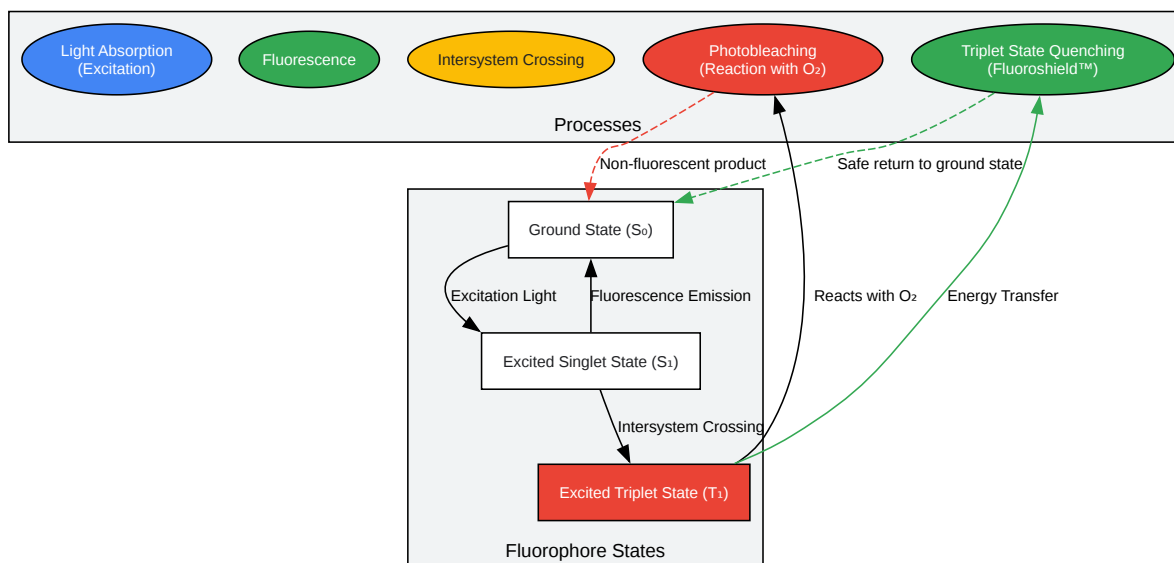 Light Absorption
(Excitation)
Fluorescence
Intersystem Crossing
Photobleaching
(Reaction with O₂)
Triplet State Quenching
(Fluoroshield™)
Processes
Non-fluorescent product
Safe return to ground state
Ground State (S₀)
Excitation Light
Fluorescence Emission
Reacts with O₂
Energy Transfer
Excited Singlet State (S₁)
Intersystem Crossing
Excited Triplet State (T₁)
Fluorophore States